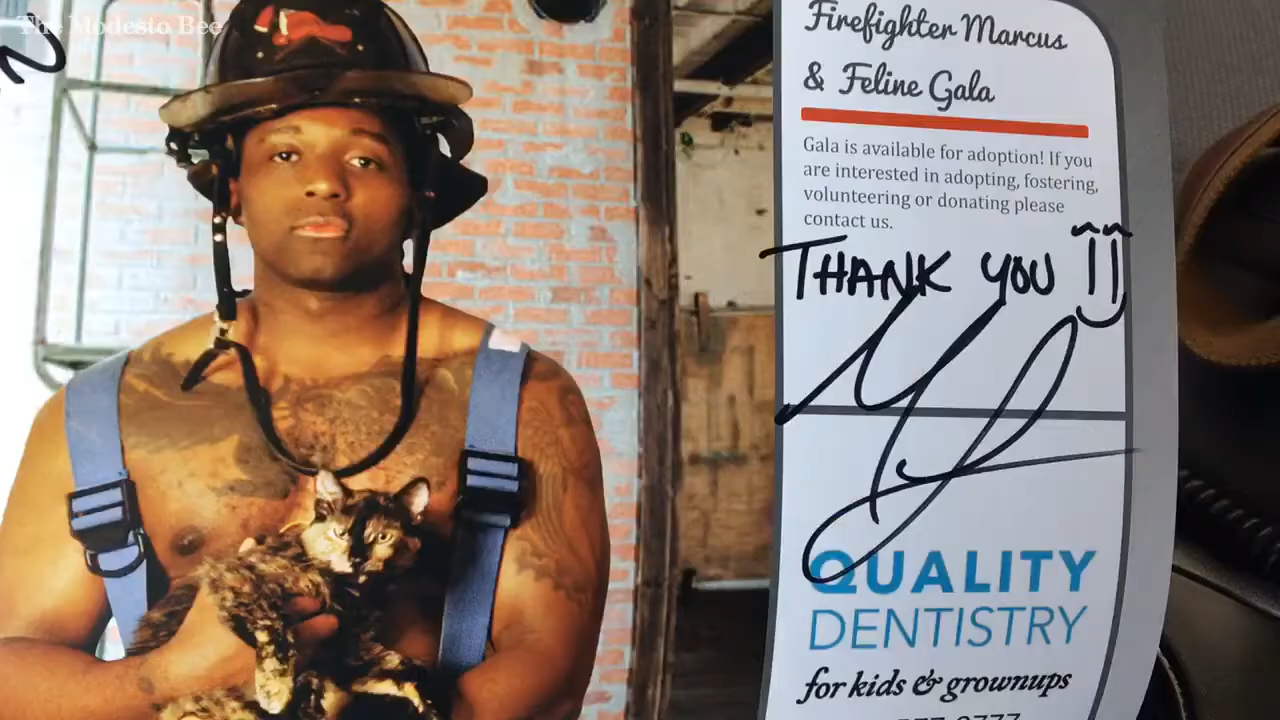 The Modesto Bee
Firefighter Marcus
& Feline Gala
Gala is available for adoption! If you
are interested in adopting, fostering,
volunteering or donating please
contact us.
THANK YOU
QUALITY
DENTISTRY
for kids & grownups